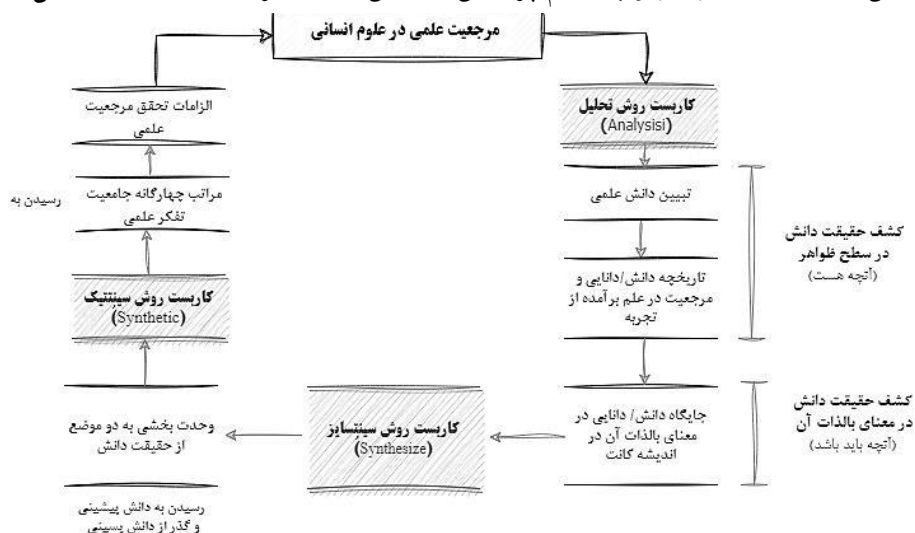 مرجعیت علمی در علوم انسانی
کاربست روش تحلیل
(Analysisi)
تبیین دانش علمی
تاریخچه دانش/دانایی و
مرجعیت در علم برآمده از
تجربه
کشف حقیقت دانش
در سطح ظواهر
(آنچه هست)
جایگاه دانش/ دانایی در
معنای بالذات آن در
اندیشه کانت
کشف حقیقت دانش
در معنای بالذات آن
(آنچه باید باشد)
کاربست روش سینتسایز
(Synthesize)
وحدت بخشی به دو موضع
از حقیقت دانش
رسیدن به دانش پیشینی
و گذر از دانش پسینی
کاربست روش سینتتیک
(Synthetic)
مراتب چهارگانه جامعیت
تفکر علمی
رسیدن به
الزامات تحقق مرجعیت
علمی